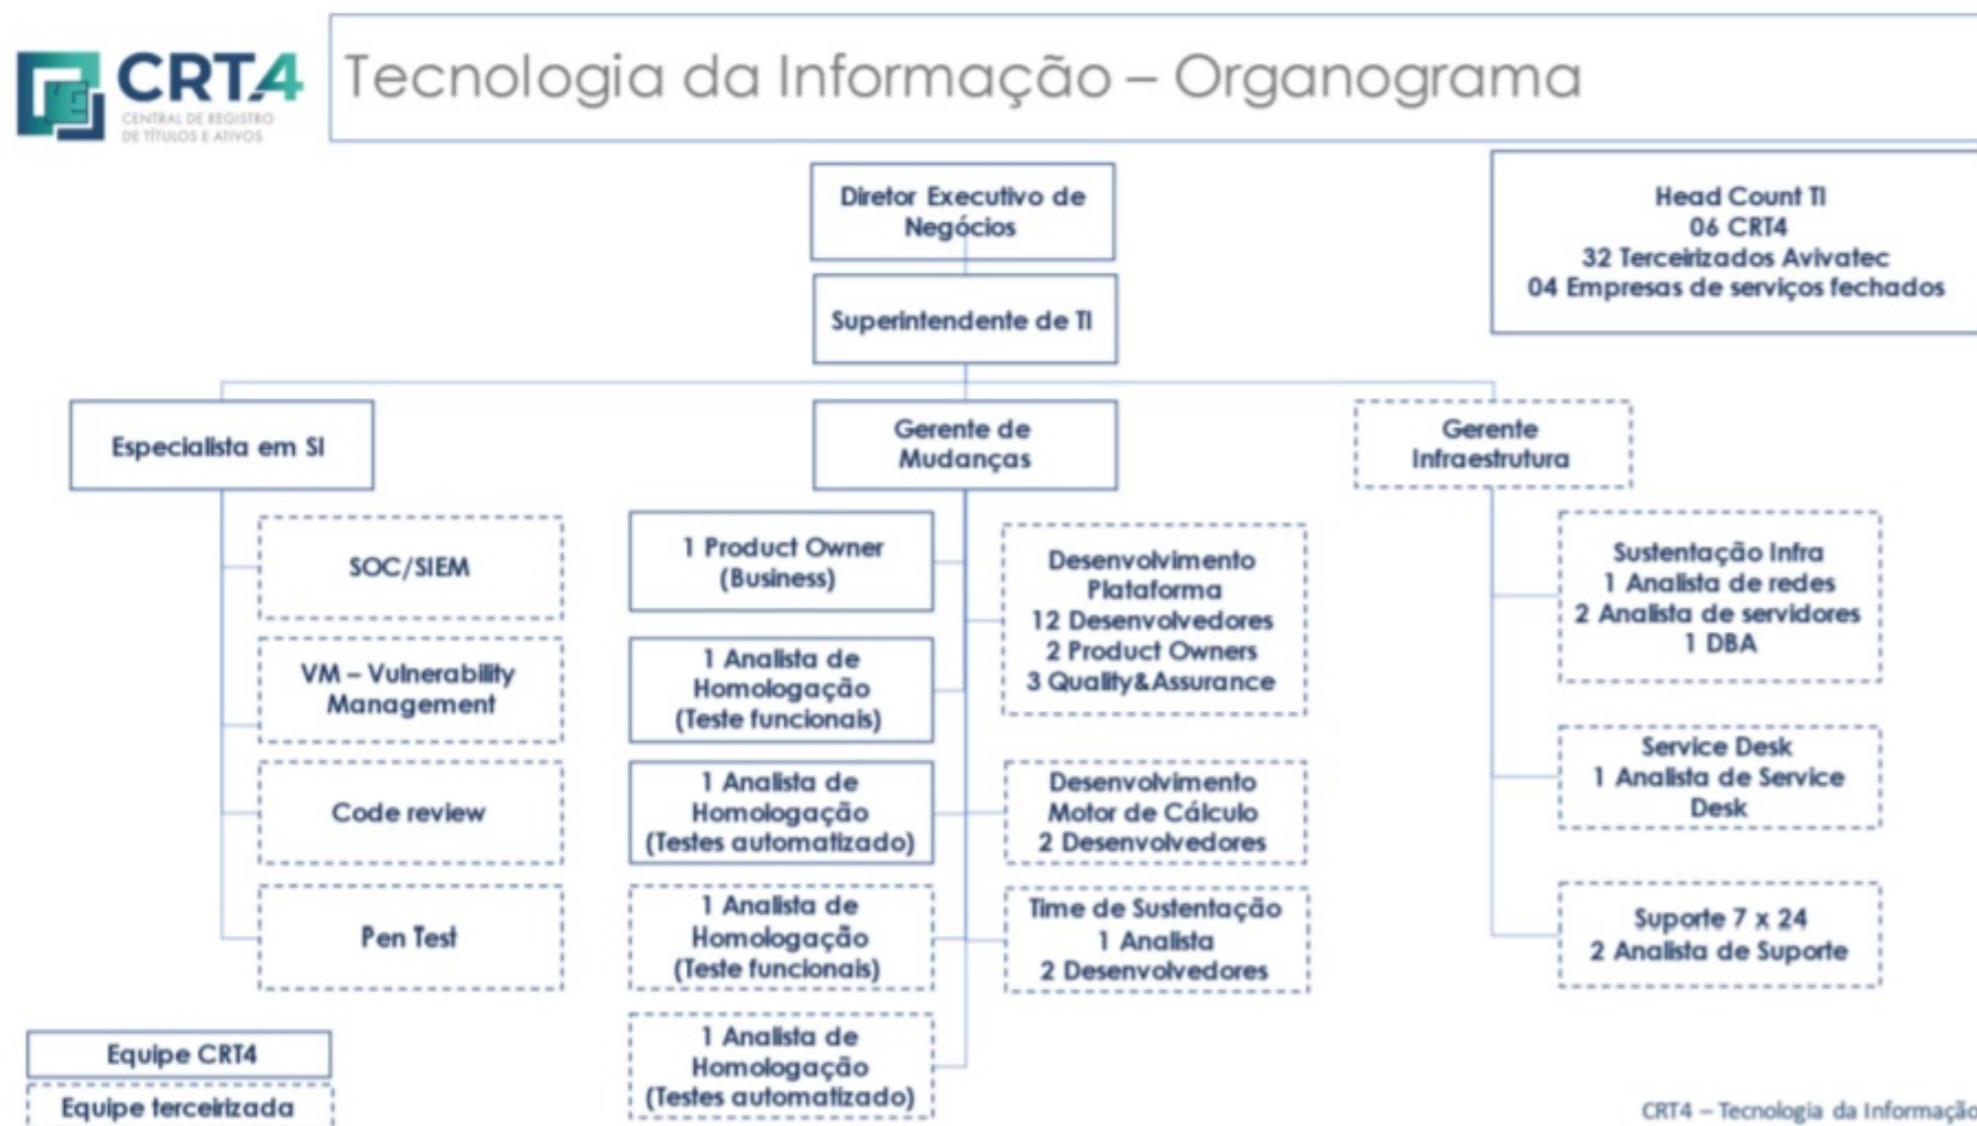 CRT4
CENTRAL DE REGISTRO
DE TÍTULOS E ATIVOS
Tecnologia da Informação – Organograma
Diretor Executivo de
Negócios
Head Count TI
06 CRT4
32 Terceirizados Avivatec
04 Empresas de serviços fechados
Superintendente de TI
Especialista em SI
Gerente de
Mudanças
Gerente
Infraestrutura
SOC/SIEM
VM – Vulnerability
Management
Code review
Pen Test
1 Product Owner
(Business)
1 Analista de
Homologação
(Teste funcionais)
1 Analista de
Homologação
(Testes automatizado)
1 Analista de
Homologação
(Teste funcionais)
1 Analista de
Homologação
(Testes automatizado)
Desenvolvimento
Plataforma
12 Desenvolvedores
2 Product Owners
3 Quality&Assurance
Desenvolvimento
Motor de Cálculo
2 Desenvolvedores
Time de Sustentação
1 Analista
2 Desenvolvedores
Sustentação Infra
1 Analista de redes
2 Analista de servidores
1 DBA
Service Desk
1 Analista de Service
Desk
Suporte 7 x 24
2 Analista de Suporte
Equipe CRT4
Equipe terceirizada
CRT4 – Tecnologia da Informação